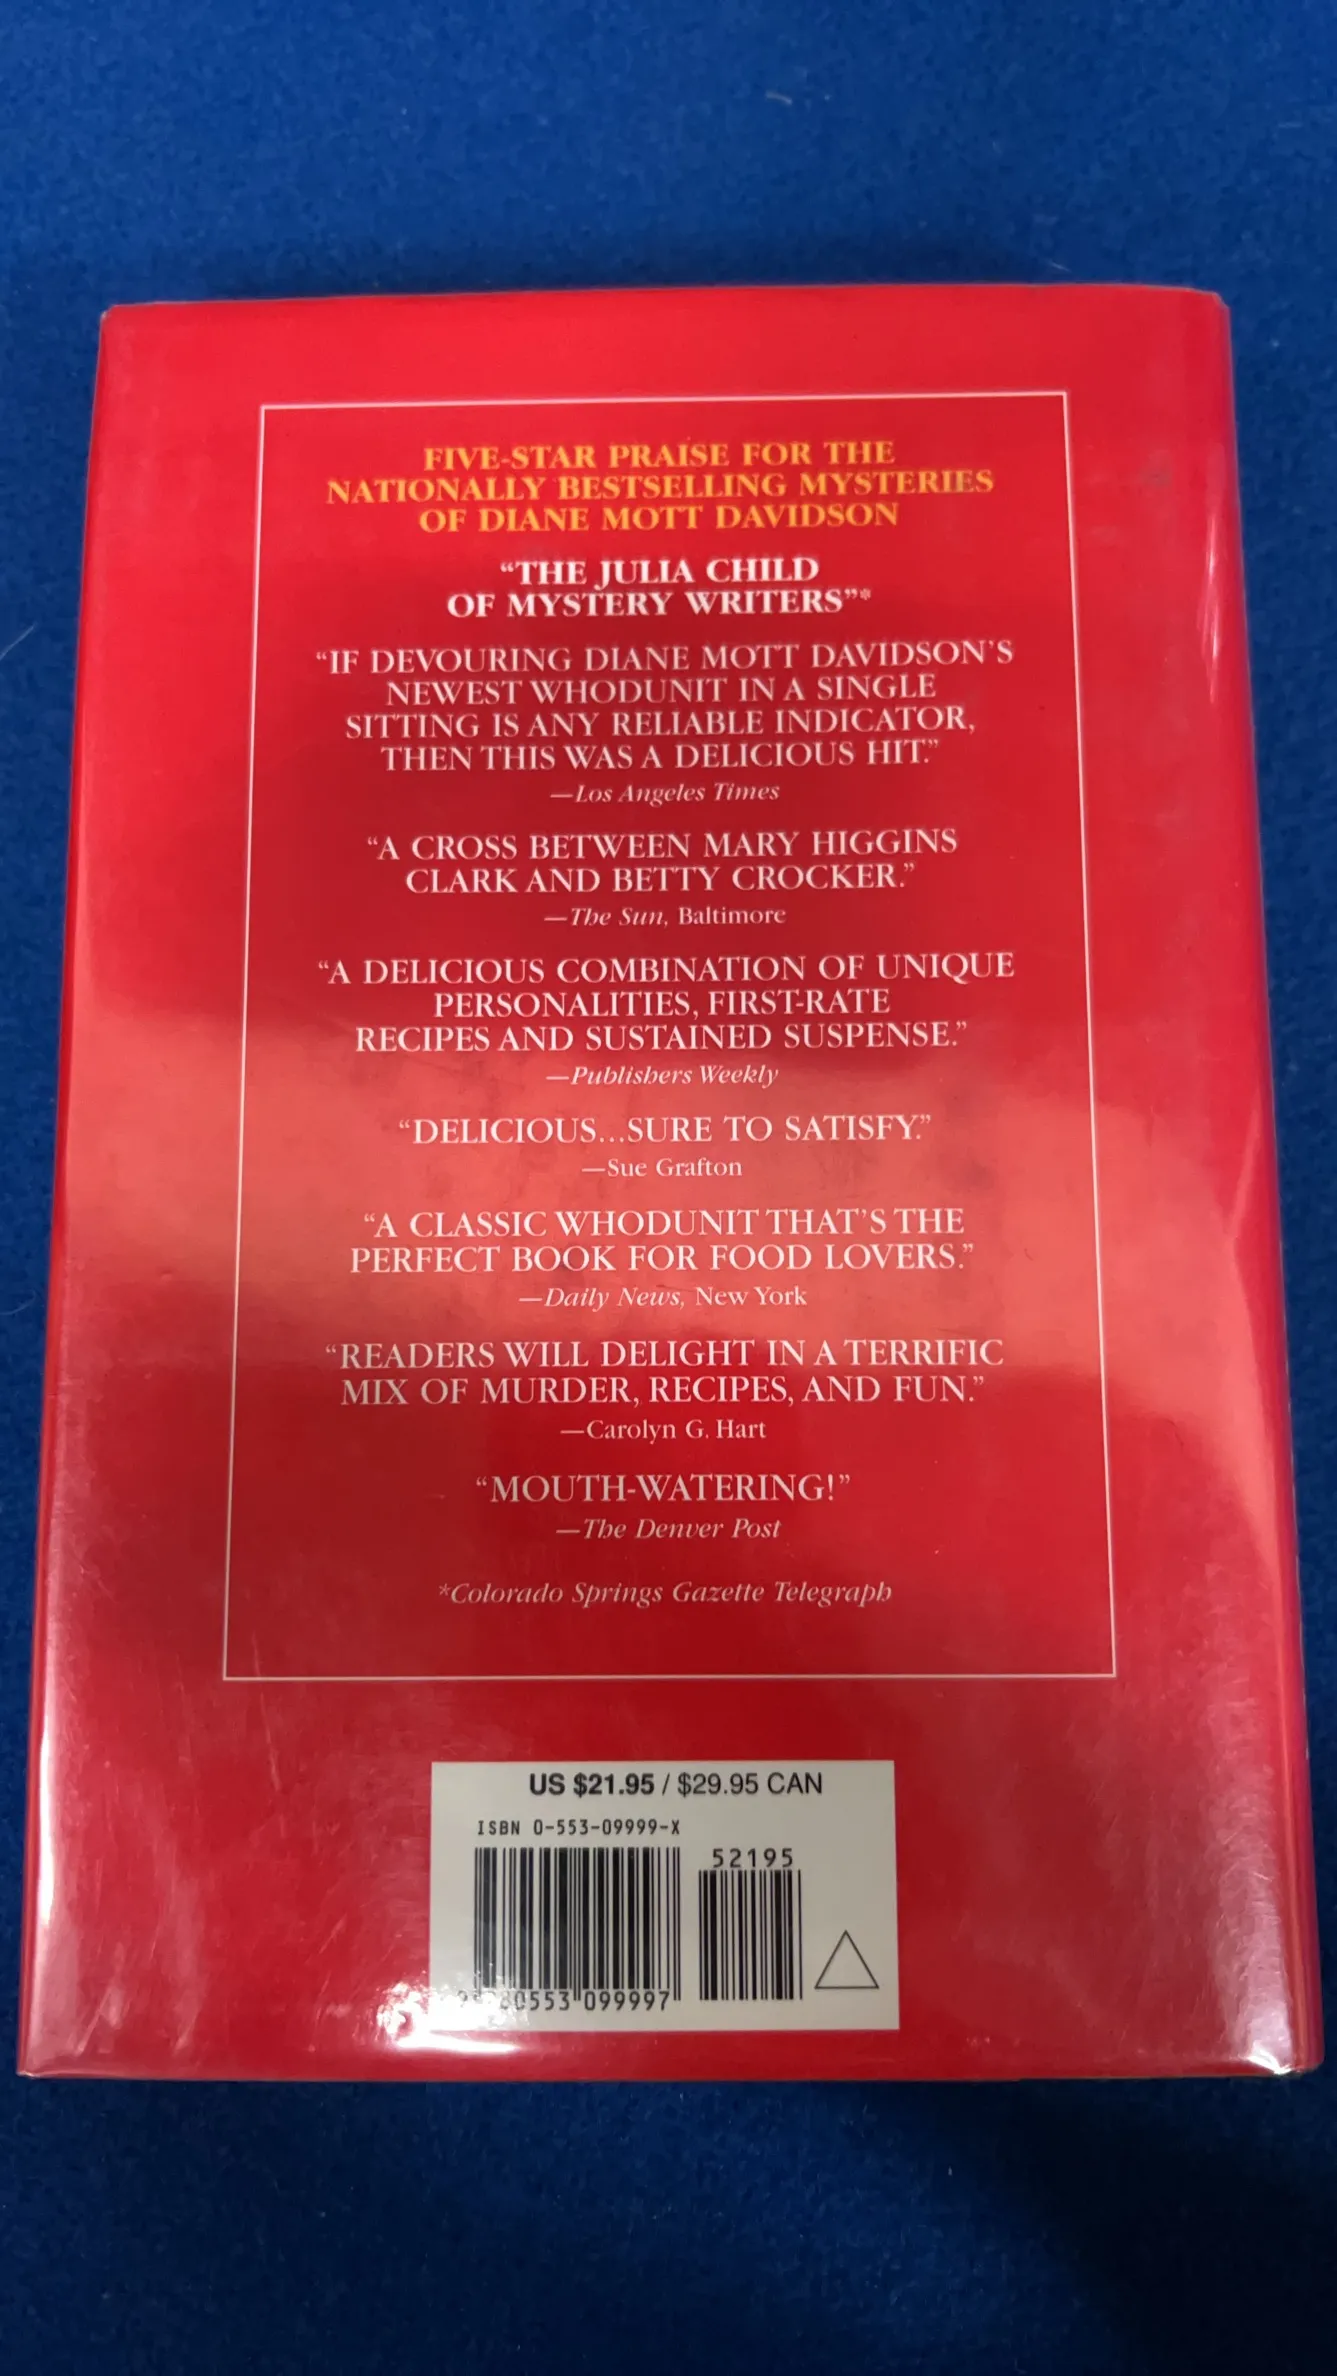 FIVE-STAR PRAISE FOR THE
NATIONALLY BESTSELLING MYSTERIES
OF DIANE MOTT DAVIDSON
“THE JULIA CHILD
OF MYSTERY WRITERS”*
“IF DEVOURING DIANE MOTT DAVIDSON’S
NEWEST WHODUNIT IN A SINGLE
SITTING IS ANY RELIABLE INDICATOR,
THEN THIS WAS A DELICIOUS HIT.”
—Los Angeles Times
“A CROSS BETWEEN MARY HIGGINS
CLARK AND BETTY CROCKER.”
—The Sun, Baltimore
“A DELICIOUS COMBINATION OF UNIQUE
PERSONALITIES, FIRST-RATE
RECIPES AND SUSTAINED SUSPENSE.”
—Publishers Weekly
“DELICIOUS...SURE TO SATISFY.”
—Sue Grafton
“A CLASSIC WHODUNIT THAT’S THE
PERFECT BOOK FOR FOOD LOVERS.”
—Daily News, New York
“READERS WILL DELIGHT IN A TERRIFIC
MIX OF MURDER, RECIPES, AND FUN.”
—Carolyn G. Hart
“MOUTH-WATERING!”
—The Denver Post
*Colorado Springs Gazette Telegraph
US $21.95 / $29.95 CAN
ISBN 0-553-09999-X
52195
099997